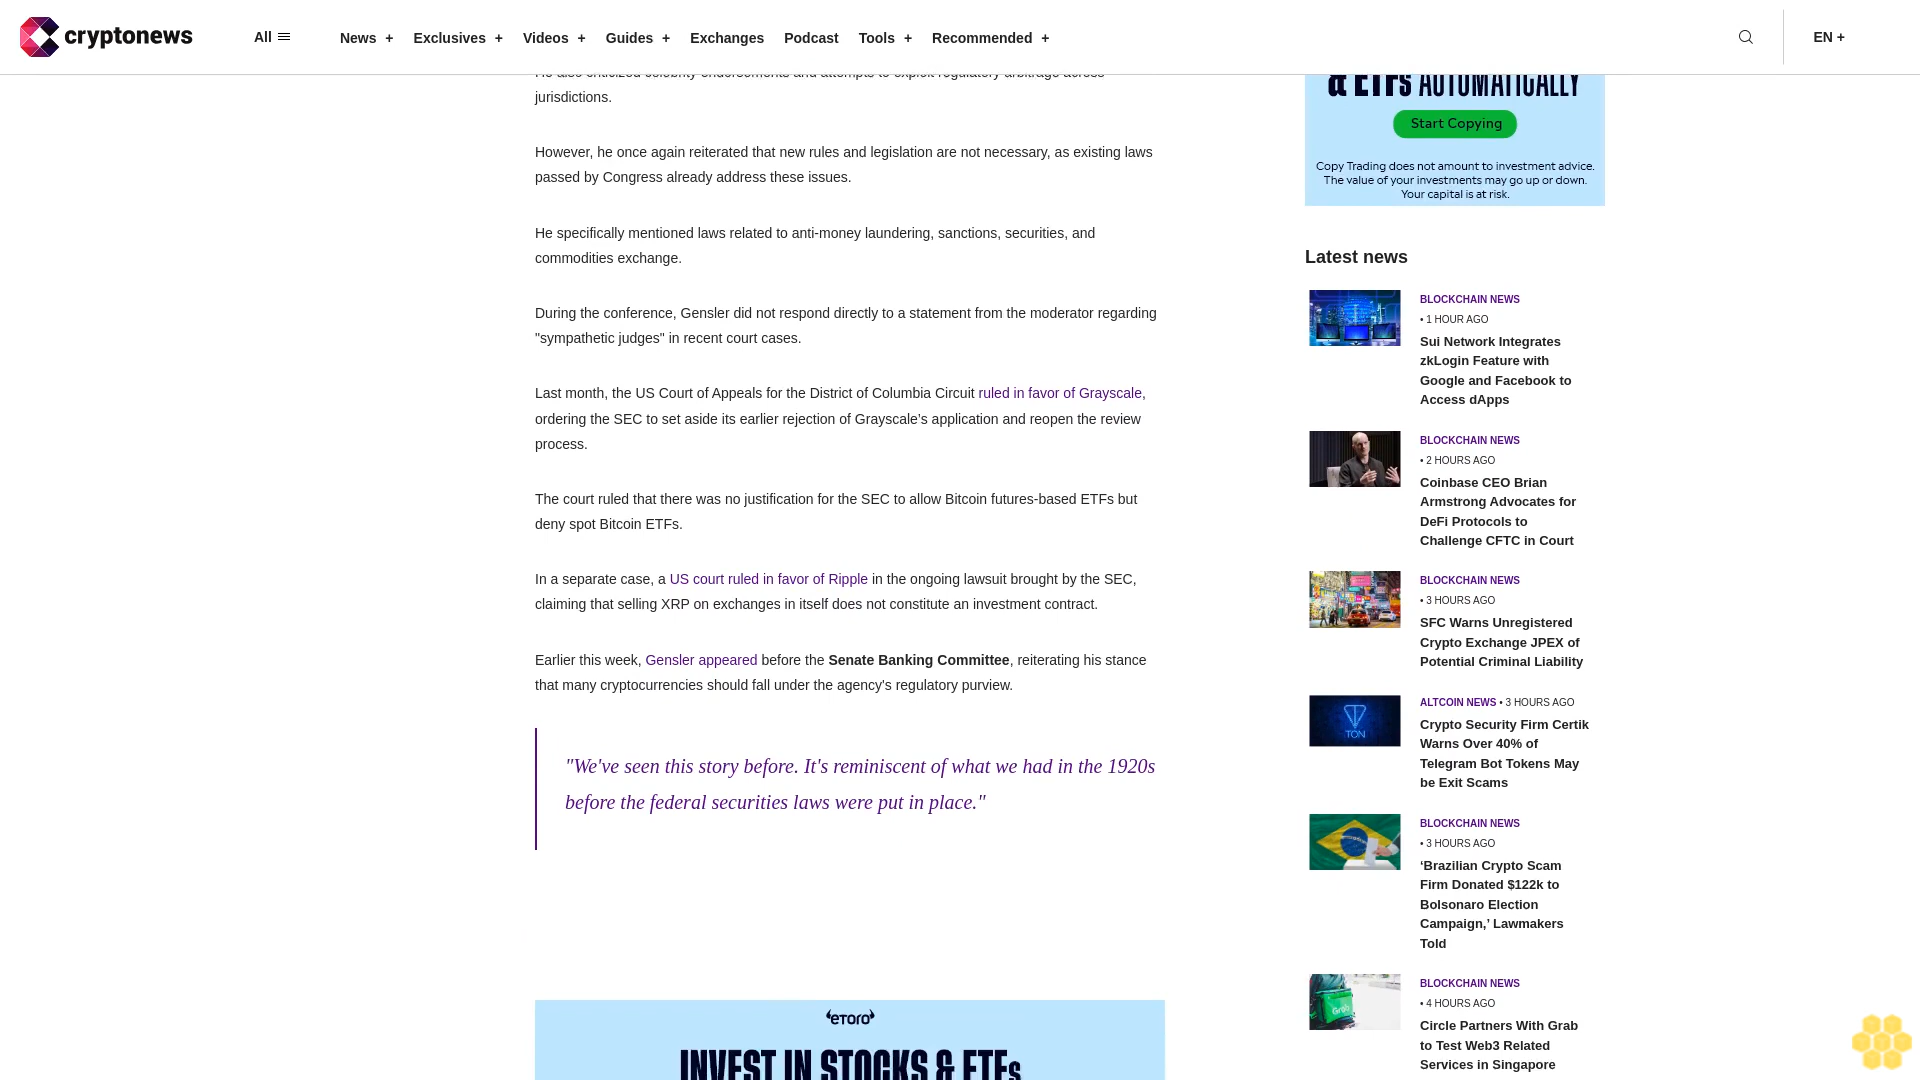 cryptonews
All
News +
Exclusives +
Videos +
Guides +
Exchanges
Podcast
Tools +
Recommended +
EN +
He also criticized celebrity endorsements and attempts to exploit regulatory arbitrage across
jurisdictions.
However, he once again reiterated that new rules and legislation are not necessary, as existing laws
passed by Congress already address these issues.
He specifically mentioned laws related to anti-money laundering, sanctions, securities, and
commodities exchange.
During the conference, Gensler did not respond directly to a statement from the moderator regarding
"sympathetic judges" in recent court cases.
Last month, the US Court of Appeals for the District of Columbia Circuit ruled in favor of Grayscale,
ordering the SEC to set aside its earlier rejection of Grayscale’s application and reopen the review
process.
The court ruled that there was no justification for the SEC to allow Bitcoin futures-based ETFs but
deny spot Bitcoin ETFs.
In a separate case, a US court ruled in favor of Ripple in the ongoing lawsuit brought by the SEC,
claiming that selling XRP on exchanges in itself does not constitute an investment contract.
Earlier this week, Gensler appeared before the Senate Banking Committee, reiterating his stance
that many cryptocurrencies should fall under the agency's regulatory purview.
"We've seen this story before. It's reminiscent of what we had in the 1920s
before the federal securities laws were put in place."
eToro
INVEST IN STOCKS & ETFs
& ETFs AUTOMATICALLY
Start Copying
Copy Trading does not amount to investment advice.
The value of your investments may go up or down.
Your capital is at risk.
Latest news
BLOCKCHAIN NEWS
• 1 HOUR AGO
Sui Network Integrates
zkLogin Feature with
Google and Facebook to
Access dApps
BLOCKCHAIN NEWS
• 2 HOURS AGO
Coinbase CEO Brian
Armstrong Advocates for
DeFi Protocols to
Challenge CFTC in Court
BLOCKCHAIN NEWS
• 3 HOURS AGO
SFC Warns Unregistered
Crypto Exchange JPEX of
Potential Criminal Liability
TON
ALTCOIN NEWS • 3 HOURS AGO
Crypto Security Firm Certik
Warns Over 40% of
Telegram Bot Tokens May
be Exit Scams
BLOCKCHAIN NEWS
• 3 HOURS AGO
‘Brazilian Crypto Scam
Firm Donated $122k to
Bolsonaro Election
Campaign,’ Lawmakers
Told
Grab
BLOCKCHAIN NEWS
• 4 HOURS AGO
Circle Partners With Grab
to Test Web3 Related
Services in Singapore